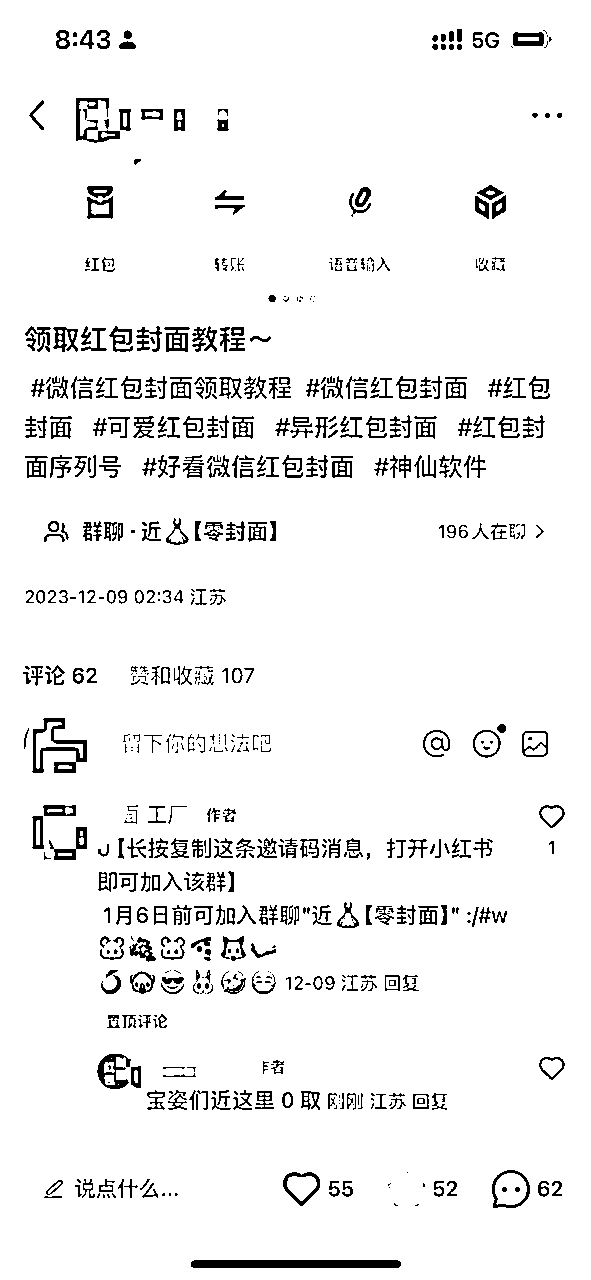 8:43
5G
红包 转账 语音输入 收藏
领取红包封面教程～
#微信红包封面领取教程 #微信红包封面 #红包
封面 #可爱红包封面 #异形红包封面 #红包封
面序列号 #好看微信红包封面 #神仙软件
群聊·近👗【零封面】 196人在聊
2023-12-09 02:34 江苏
评论 62 赞和收藏 107
留下你的想法吧
工厂 作者
【长按复制这条邀请码消息，打开小红书 1
即可加入该群】
1月6日前可加入群聊"近👗【零封面】" :/#w
12-09 江苏 回复
置顶评论
作者
宝姿们近这里 0 取 刚刚 江苏 回复
说点什么... 55 52 62